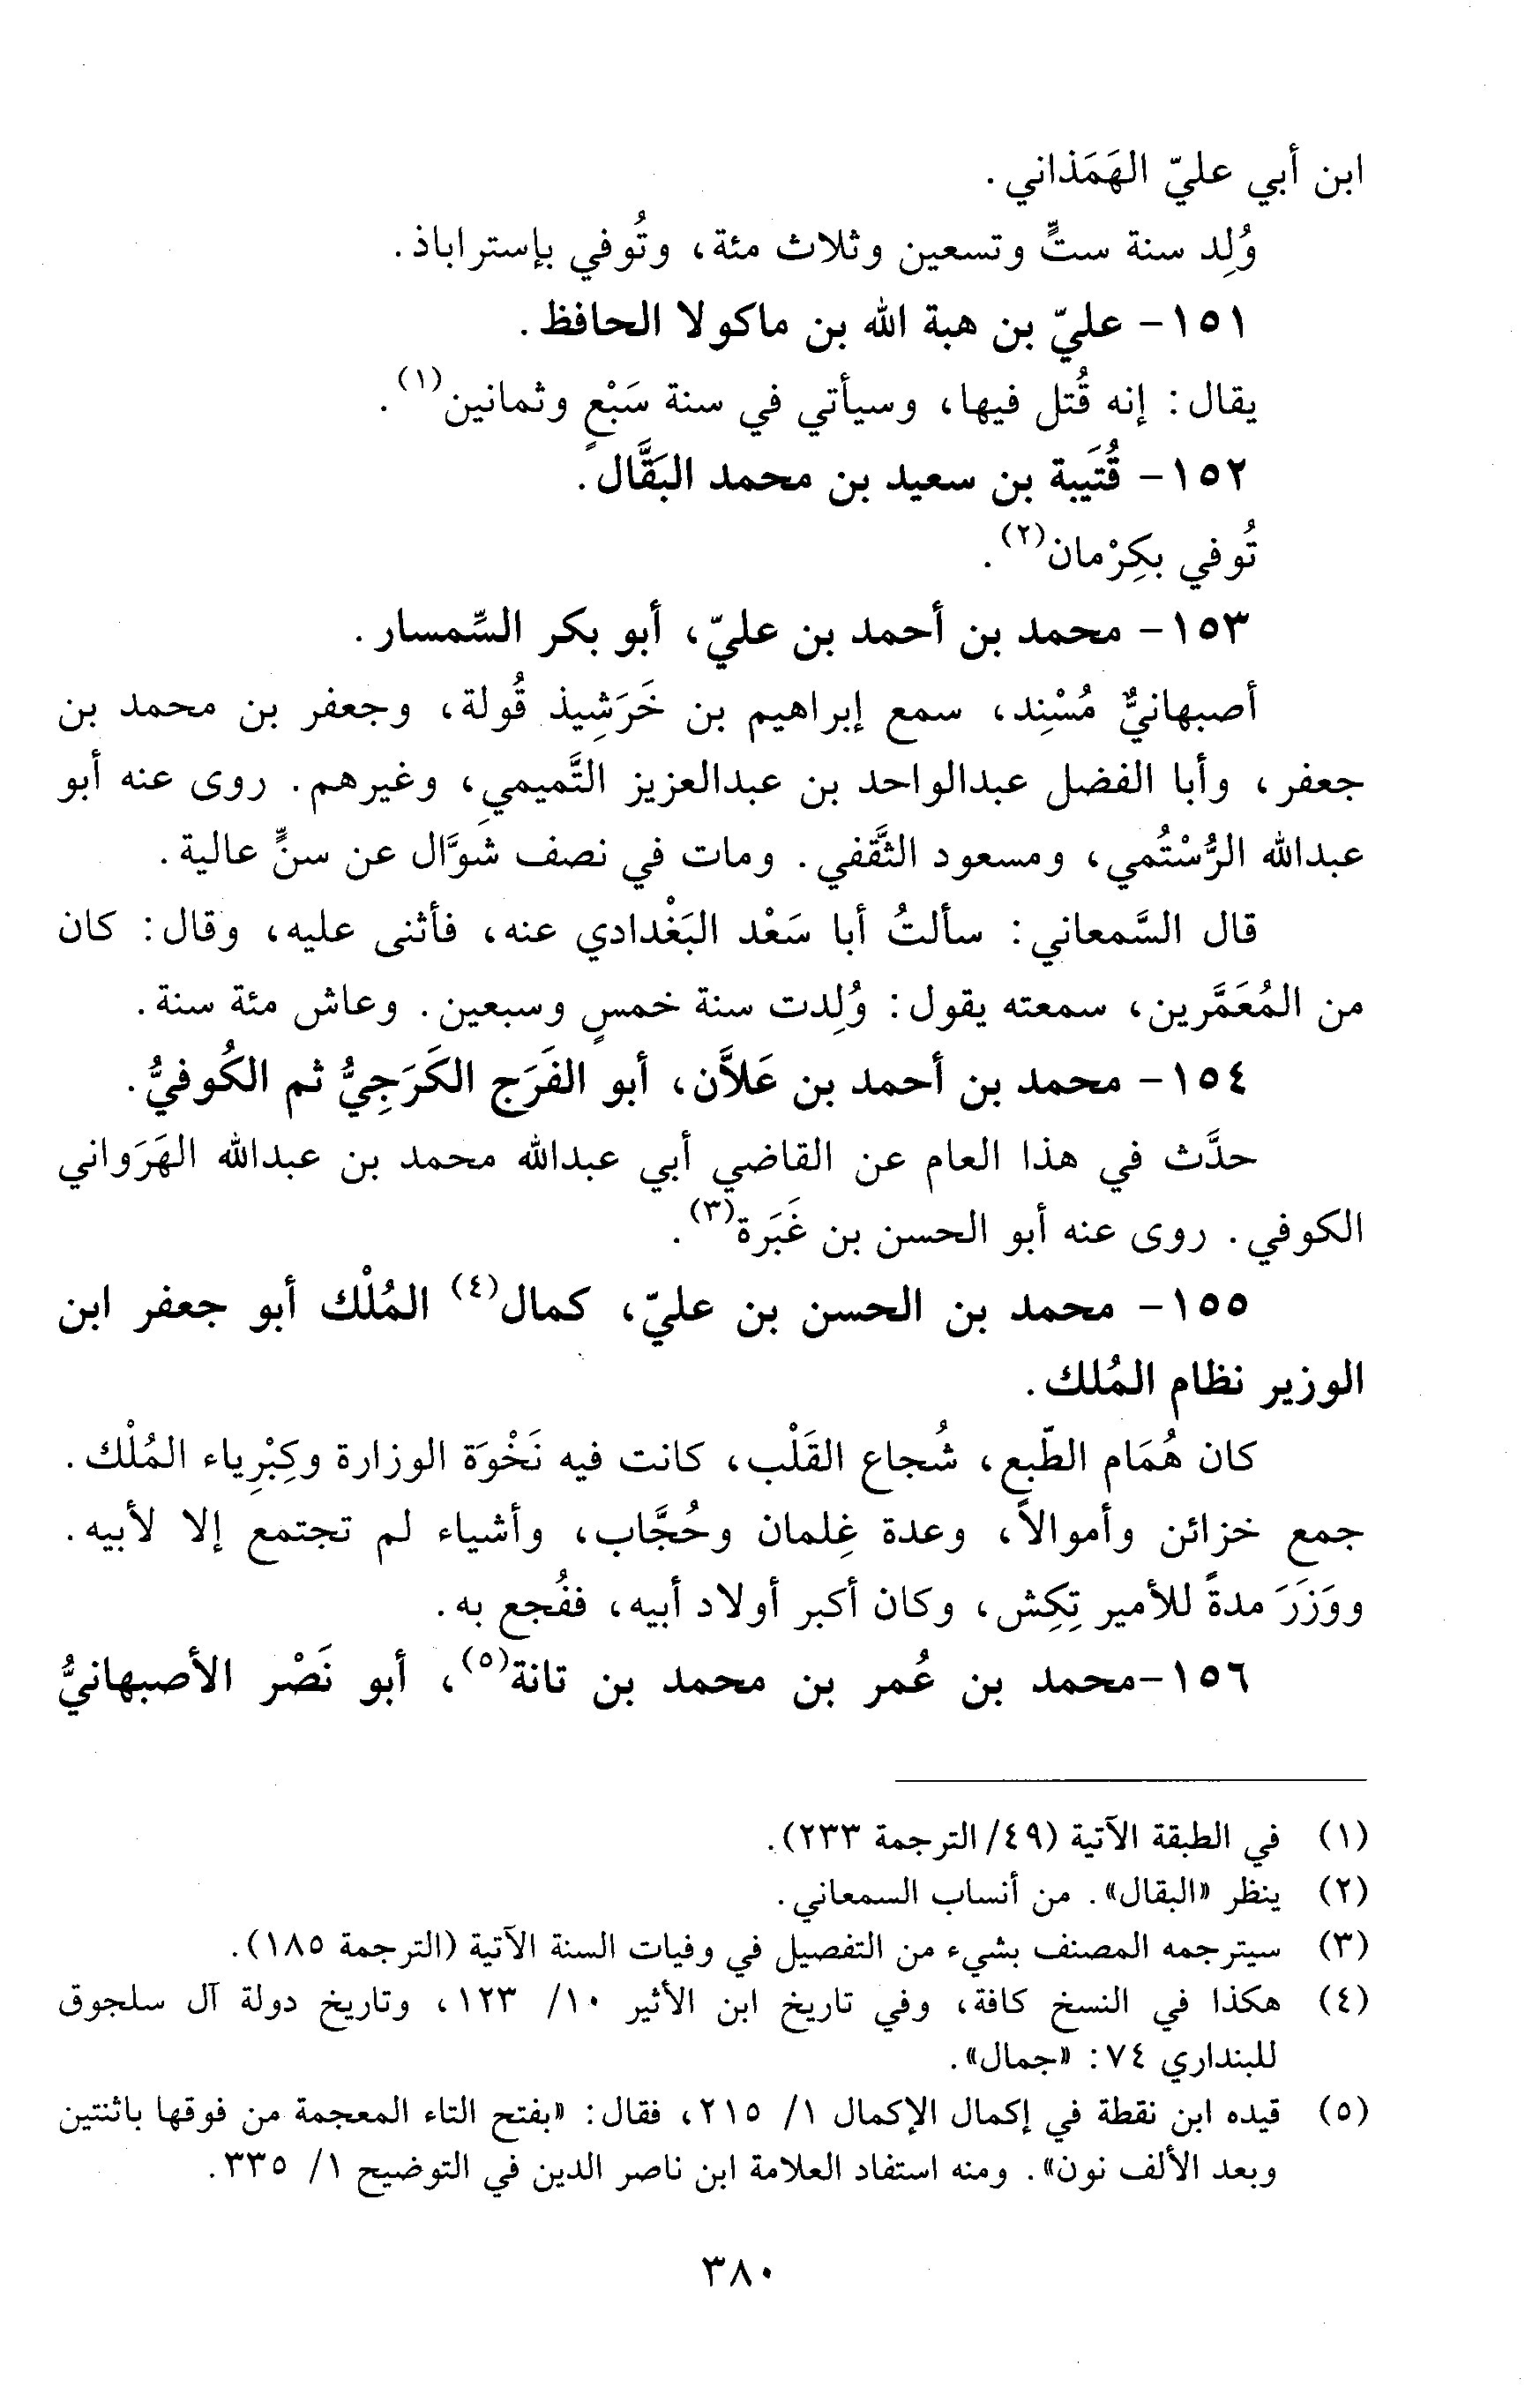 ابن أبي عليّ الهَمَذاني.
وُلِد سنة ستٍّ وتسعين وثلاث مئة، وتُوفي بإستراباذ.
١٥١- عليّ بن هبة الله بن ماكولا الحافظ.
يقال: إنه قُتل فيها، وسيأتي في سنة سَبْعٍ وثمانين(١).
١٥٢- قُتَيبة بن سعيد بن محمد البَقَّال.
تُوفي بكِرْمان(٢).
١٥٣- محمد بن أحمد بن عليّ، أبو بكر السِّمسار.
أصبهانيٌّ مُسْنِد، سمع إبراهيم بن خَرَشِيذ قُولة، وجعفر بن محمد بن
جعفر، وأبا الفضل عبدالواحد بن عبدالعزيز التَّميمي، وغيرهم. روى عنه أبو
عبدالله الرُّسْتُمي، ومسعود الثَّقَفي. ومات في نصف شوَّال عن سنٍّ عالية.
قال السَّمعاني: سألتُ أبا سَعْد البَغْدادي عنه، فأثنى عليه، وقال: كان
من المُعَمَّرين، سمعته يقول: وُلِدت سنة خمسٍ وسبعين. وعاش مئة سنة.
١٥٤- محمد بن أحمد بن عَلاَّن، أبو الفَرَج الكَرَجِيُّ ثم الكُوفيُّ.
حدَّث في هذا العام عن القاضي أبي عبدالله محمد بن عبدالله الهَرَواني
الكوفي. روى عنه أبو الحسن بن غَبَرة(٣).
١٥٥- محمد بن الحسن بن عليّ، كمال(٤) المُلْك أبو جعفر ابن
الوزير نظام المُلك.
كان هُمَام الطّبع، شُجاع القَلْب، كانت فيه نَخْوَة الوزارة وكِبْرِياء المُلْك.
جمع خزائن وأموالاً، وعدة غِلمان وحُجَّاب، وأشياء لم تجتمع إلا لأبيه.
ووَزَرَ مدةً للأمير تِكِش، وكان أكبر أولاد أبيه، ففُجع به.
١٥٦-محمد بن عُمر بن محمد بن تانة(٥)، أبو نَصْر الأصبهانيُّ
(١) في الطبقة الآتية (٤٩/ الترجمة ٢٣٣).
(٢) ينظر «البقال». من أنساب السمعاني.
(٣) سيترجمه المصنف بشيء من التفصيل في وفيات السنة الآتية (الترجمة ١٨٥).
(٤) هكذا في النسخ كافة، وفي تاريخ ابن الأثير ١٠/ ١٢٣، وتاريخ دولة آل سلجوق
للبنداري ٧٤: «جمال».
(٥) قيده ابن نقطة في إكمال الإكمال ١/ ٢١٥، فقال: «بفتح التاء المعجمة من فوقها باثنتين
وبعد الألف نون». ومنه استفاد العلامة ابن ناصر الدين في التوضيح ١/ ٣٣٥.
٣٨٠